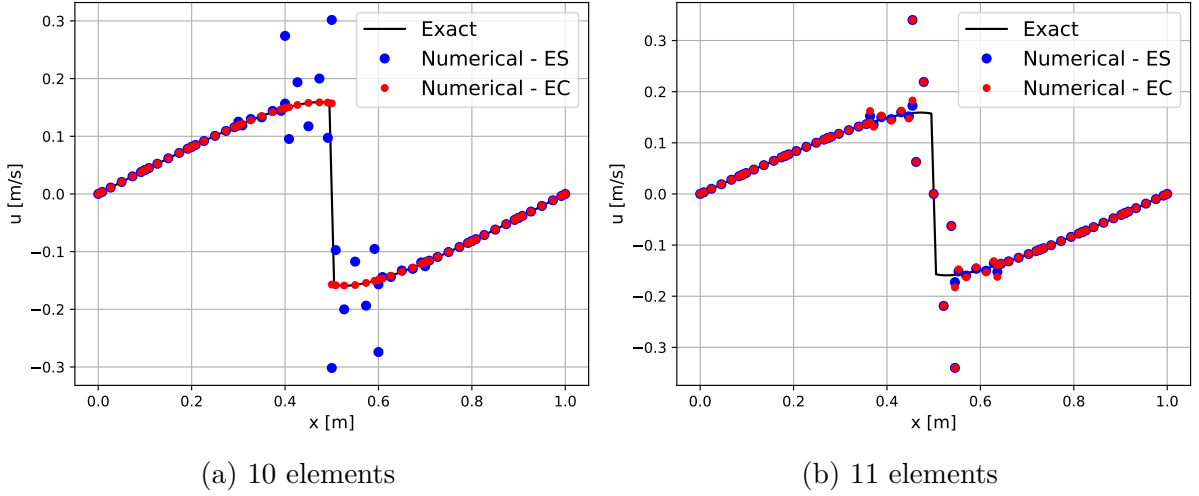 0.3
0.2
0.1
0.0
−0.1
−0.2
−0.3
u [m/s]
0.0 0.2 0.4 0.6 0.8 1.0
x [m]
Exact
Numerical - ES
Numerical - EC
(a) 10 elements
0.3
0.2
0.1
0.0
−0.1
−0.2
−0.3
u [m/s]
0.0 0.2 0.4 0.6 0.8 1.0
x [m]
Exact
Numerical - ES
Numerical - EC
(b) 11 elements